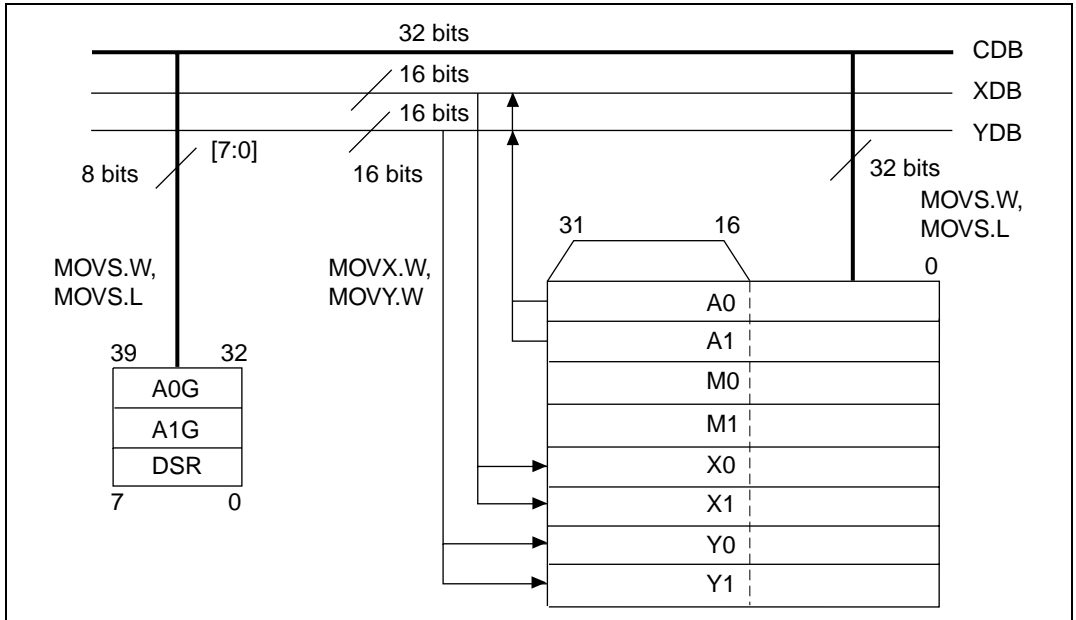 32 bits
CDB
16 bits
XDB
16 bits
YDB
[7:0]
8 bits
16 bits
32 bits
MOVS.W,
MOVS.L
31
16
0
MOVS.W,
MOVS.L
MOVX.W,
MOVY.W
39
32
A0G
A1G
DSR
7
0
A0
A1
M0
M1
X0
X1
Y0
Y1